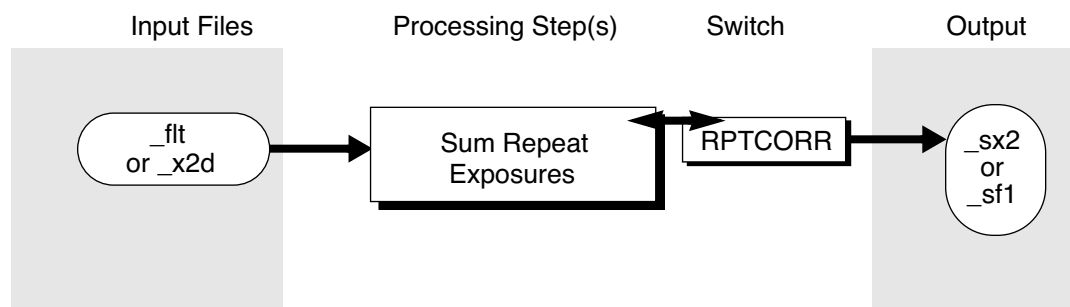 Input Files
Processing Step(s)
Switch
Output
_flt
or _x2d
Sum Repeat
Exposures
RPTCORR
_sx2
or
_sf1